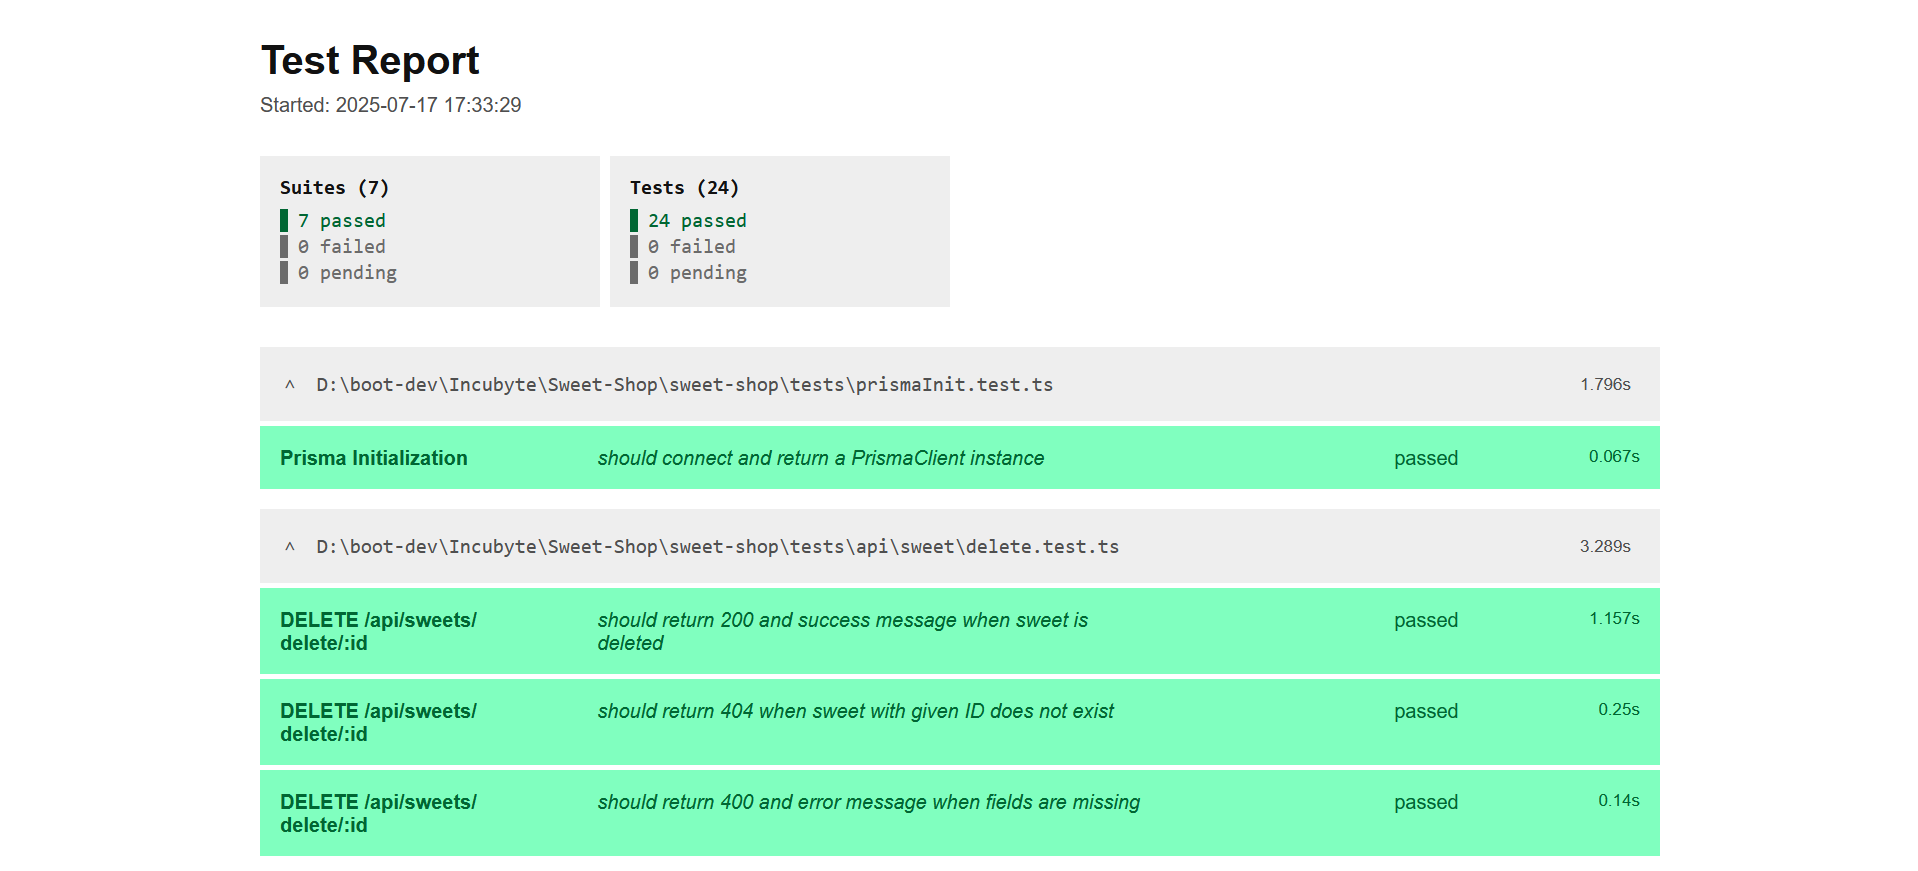 Test Report
Started: 2025-07-17 17:33:29
Suites (7)
7 passed
0 failed
0 pending
Tests (24)
24 passed
0 failed
0 pending
^ D:\boot-dev\Incubyte\Sweet-Shop\sweet-shop\tests\prismaInit.test.ts 1.796s
Prisma Initialization should connect and return a PrismaClient instance passed 0.067s
^ D:\boot-dev\Incubyte\Sweet-Shop\sweet-shop\tests\api\sweet\delete.test.ts 3.289s
DELETE /api/sweets/ should return 200 and success message when sweet is passed 1.157s
delete/:id deleted
DELETE /api/sweets/ should return 404 when sweet with given ID does not exist passed 0.25s
delete/:id
DELETE /api/sweets/ should return 400 and error message when fields are missing passed 0.14s
delete/:id